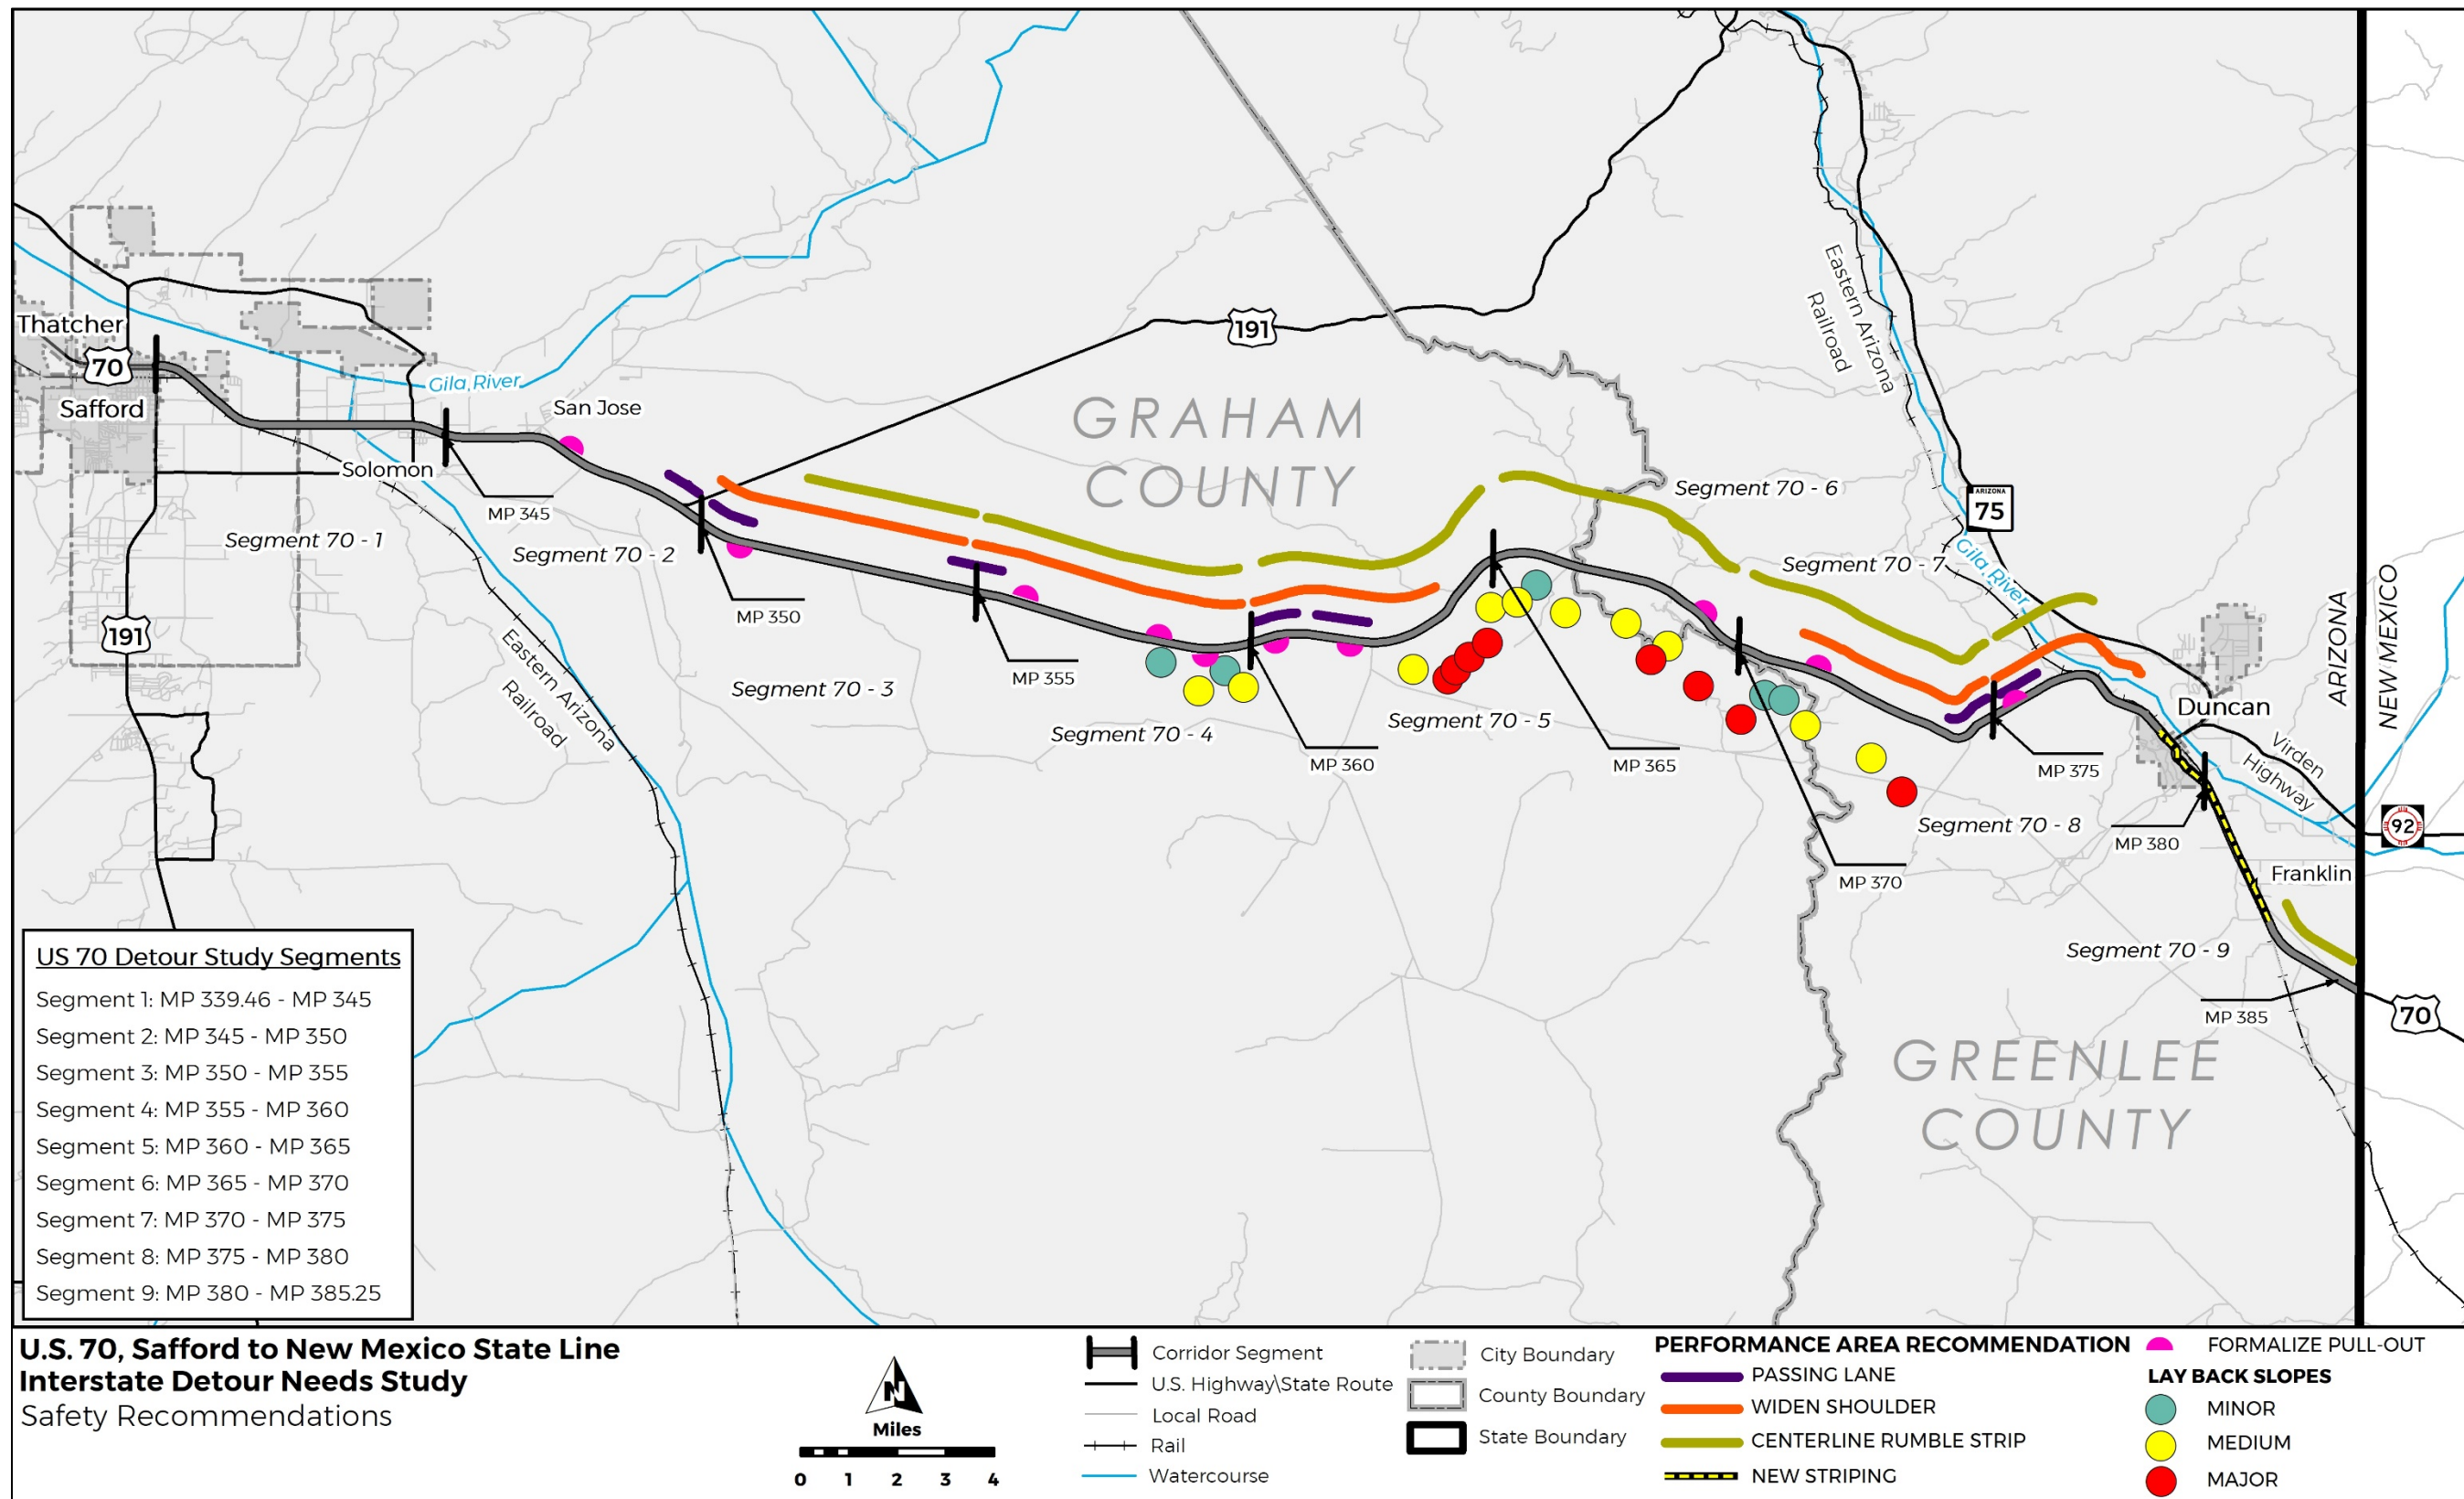 Thatcher
70
Safford
Gila River
San Jose
Solomon
MP 345
Segment 70 - 1
Segment 70 - 2
191
Eastern Arizona
Railroad
191
GRAHAM
COUNTY
MP 350
Segment 70 - 3
MP 355
Segment 70 - 4
MP 360
Segment 70 - 5
MP 365
Segment 70 - 6
Eastern Arizona
Railroad
ARIZONA
75
Gila River
Segment 70 - 7
MP 370
MP 375
Segment 70 - 8
MP 380
Duncan
Virden
Highway
ARIZONA
NEW MEXICO
92
Franklin
Segment 70 - 9
MP 385
70
GREENLEE
COUNTY
US 70 Detour Study Segments
Segment 1: MP 339.46 - MP 345
Segment 2: MP 345 - MP 350
Segment 3: MP 350 - MP 355
Segment 4: MP 355 - MP 360
Segment 5: MP 360 - MP 365
Segment 6: MP 365 - MP 370
Segment 7: MP 370 - MP 375
Segment 8: MP 375 - MP 380
Segment 9: MP 380 - MP 385.25
U.S. 70, Safford to New Mexico State Line
Interstate Detour Needs Study
Safety Recommendations
N
Miles
0 1 2 3 4
Corridor Segment
U.S. Highway\State Route
Local Road
Rail
Watercourse
City Boundary
County Boundary
State Boundary
PERFORMANCE AREA RECOMMENDATION
PASSING LANE
WIDEN SHOULDER
CENTERLINE RUMBLE STRIP
NEW STRIPING
FORMALIZE PULL-OUT
LAY BACK SLOPES
MINOR
MEDIUM
MAJOR